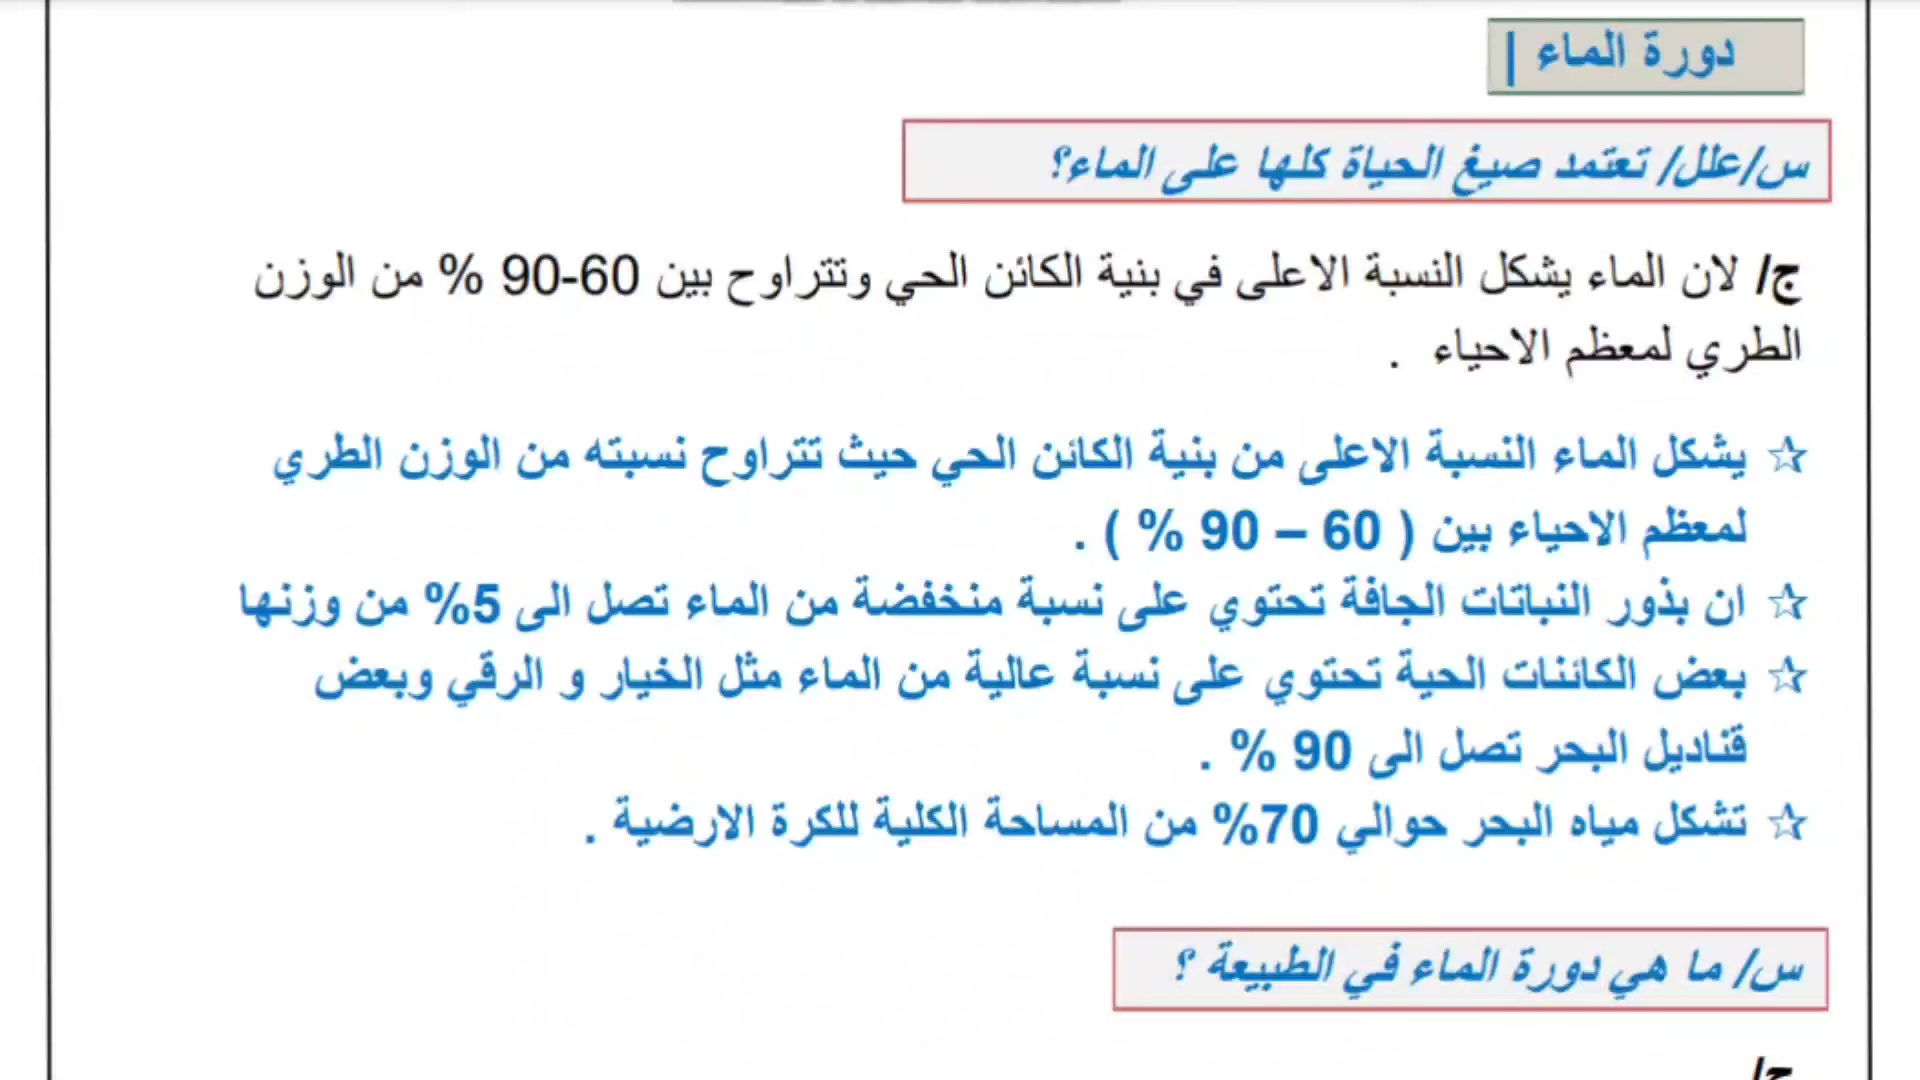 دورة الماء |
س/علل/ تعتمد صيغ الحياة كلها على الماء؟
ج/ لان الماء يشكل النسبة الاعلى في بنية الكائن الحي وتتراوح بين 60-90 % من الوزن
الطري لمعظم الاحياء .
☆ يشكل الماء النسبة الاعلى من بنية الكائن الحي حيث تتراوح نسبته من الوزن الطري
لمعظم الاحياء بين ( 60 – 90 % ) .
☆ ان بذور النباتات الجافة تحتوي على نسبة منخفضة من الماء تصل الى 5% من وزنها
☆ بعض الكائنات الحية تحتوي على نسبة عالية من الماء مثل الخيار و الرقي وبعض
قناديل البحر تصل الى 90 % .
☆ تشكل مياه البحر حوالي 70% من المساحة الكلية للكرة الارضية .
س/ ما هي دورة الماء في الطبيعة ؟
ج/